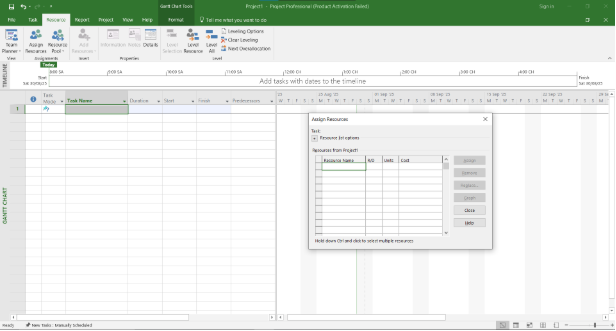 Gantt Chart Tools
Project1 - Project Professional (Product Activation Failed)
Sign in
File Task Resource Report Project View Help Format Tell me what you want to do
Team Planner Assign Resources Resource Pool Add Resources Information Notes Details Level Selection Level Resource Level All
Leveling Options
Clear Leveling
Next Overallocation
View Assignments Insert Properties Level
TIMELINE
Today
Start
Add tasks with dates to the timeline
Finish
Task Mode Task Name Duration Start Finish Predecessors
1
GANTT CHART
Assign Resources
Task:
Resource list options
Resources from Project1
Resource Name R/D Units Cost
Assign
Remove
Replace...
Graph
Close
Help
Hold down Ctrl and click to select multiple resources
Ready New Tasks : Manually Scheduled